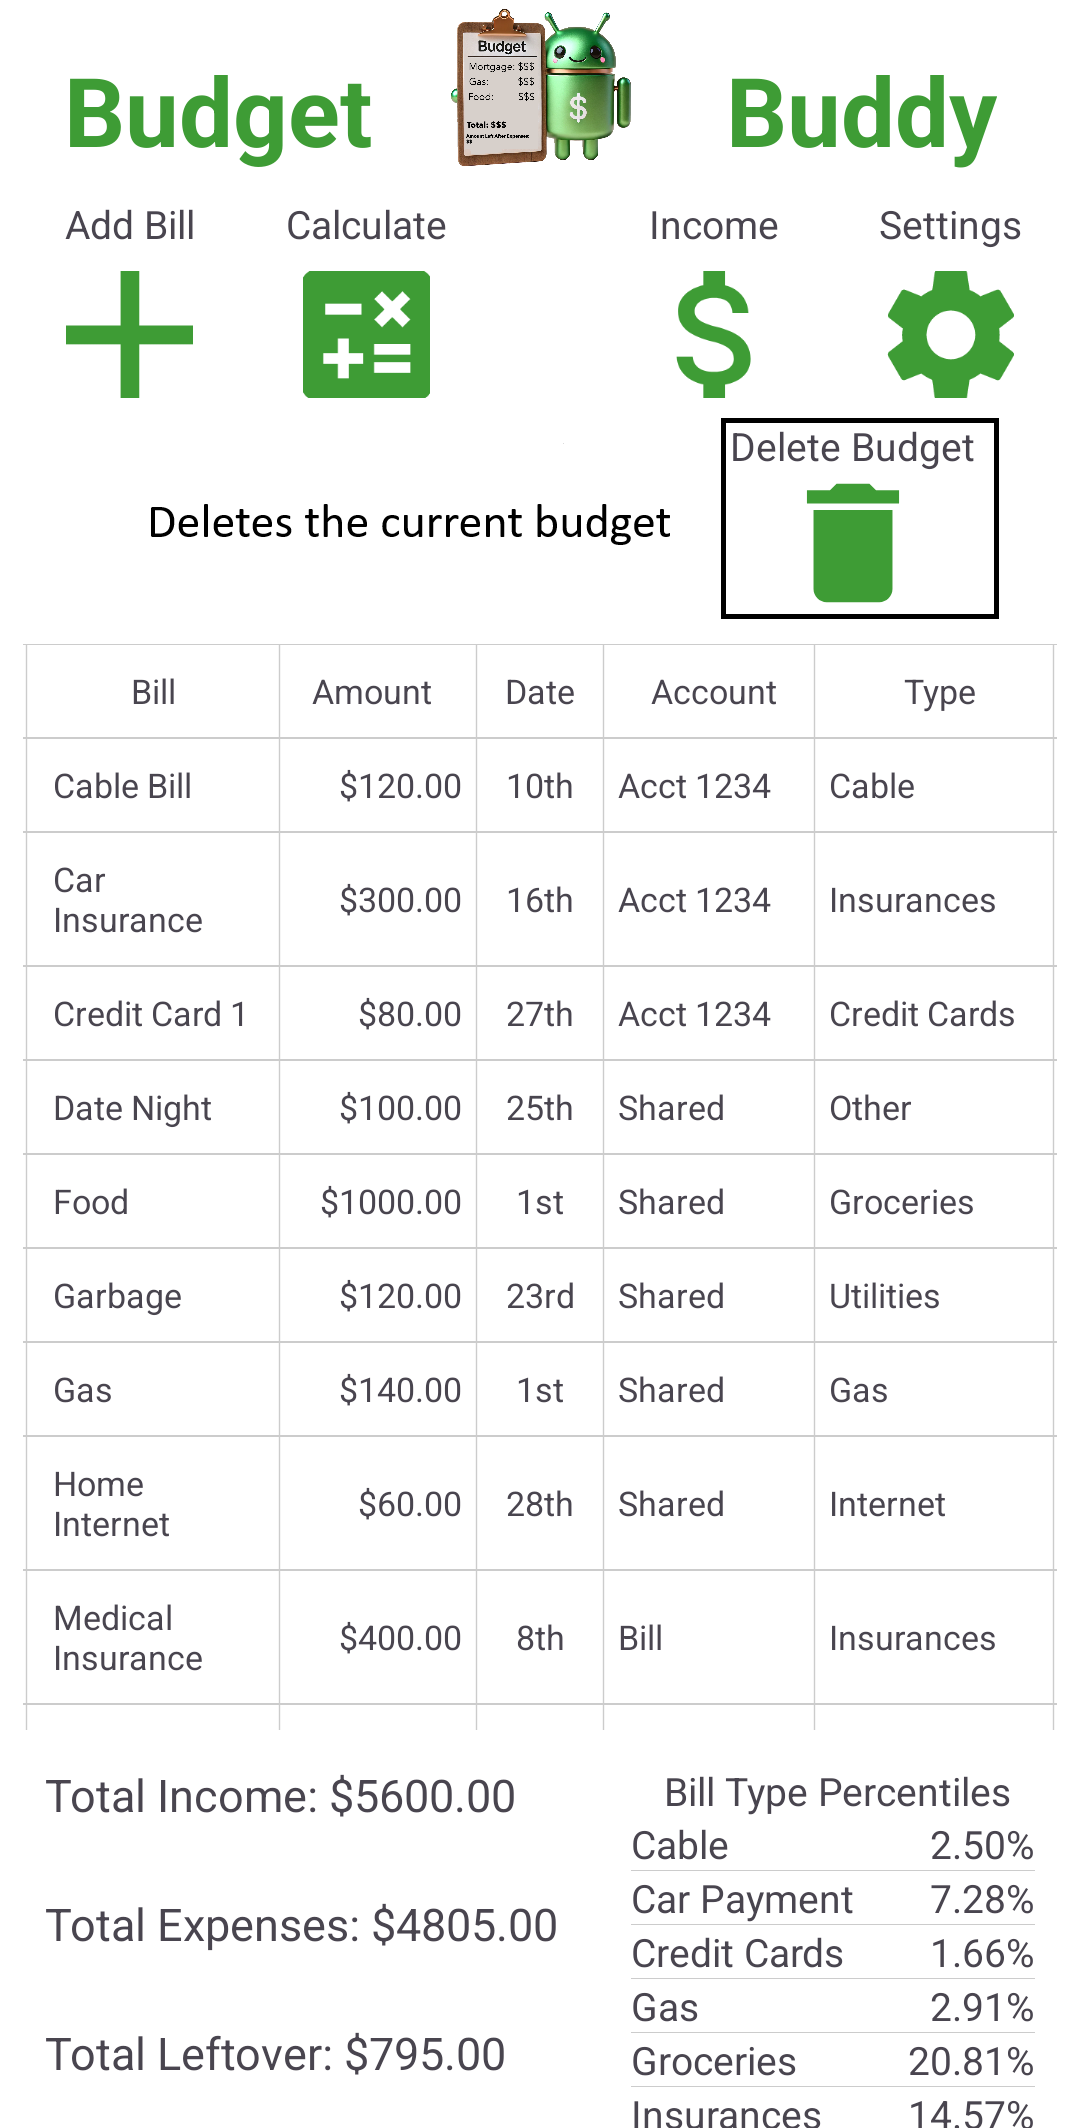 Budget
Budget
Mortgage: $$$
Gas: $$$
Food: $$$
Total: $$$
Amount Left After Expenses:
$$
$
Buddy
Add Bill
Calculate
Income
Settings
Delete Budget
Deletes the current budget
Bill Amount Date Account Type
Cable Bill $120.00 10th Acct 1234 Cable
Car
Insurance $300.00 16th Acct 1234 Insurances
Credit Card 1 $80.00 27th Acct 1234 Credit Cards
Date Night $100.00 25th Shared Other
Food $1000.00 1st Shared Groceries
Garbage $120.00 23rd Shared Utilities
Gas $140.00 1st Shared Gas
Home
Internet $60.00 28th Shared Internet
Medical
Insurance $400.00 8th Bill Insurances
Total Income: $5600.00
Total Expenses: $4805.00
Total Leftover: $795.00
Bill Type Percentiles
Cable 2.50%
Car Payment 7.28%
Credit Cards 1.66%
Gas 2.91%
Groceries 20.81%
Insurances 14.57%